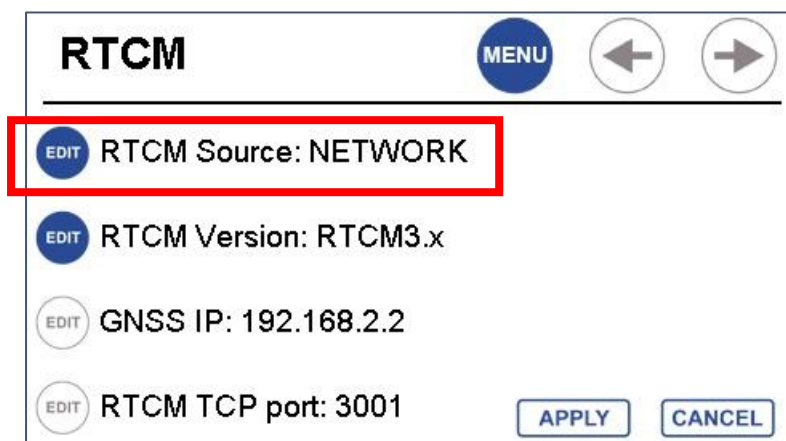 RTCM MENU
EDIT RTCM Source: NETWORK
EDIT RTCM Version: RTCM3.x
EDIT GNSS IP: 192.168.2.2
EDIT RTCM TCP port: 3001 APPLY CANCEL